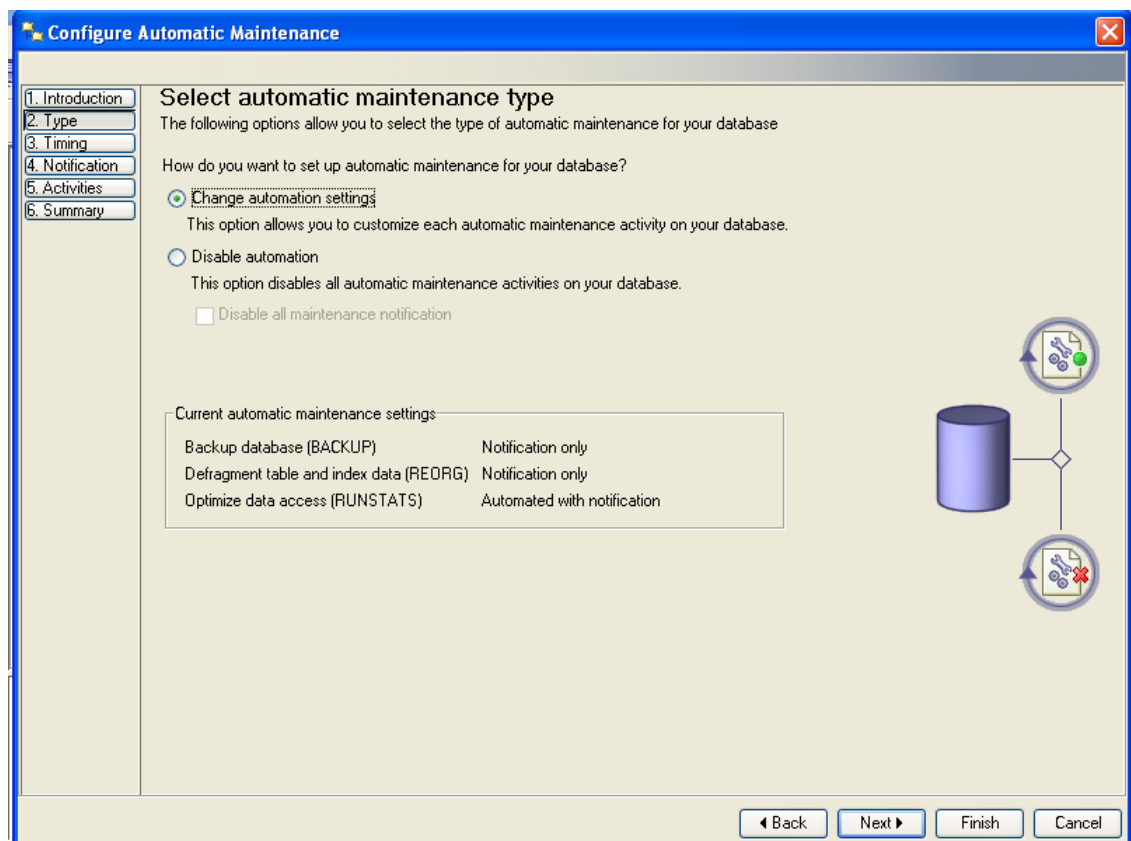 Configure Automatic Maintenance
1. Introduction
2. Type
3. Timing
4. Notification
5. Activities
6. Summary
Select automatic maintenance type
The following options allow you to select the type of automatic maintenance for your database
How do you want to set up automatic maintenance for your database?
Change automation settings
This option allows you to customize each automatic maintenance activity on your database.
Disable automation
This option disables all automatic maintenance activities on your database.
Disable all maintenance notification
Current automatic maintenance settings
Backup database (BACKUP) Notification only
Defragment table and index data (REORG) Notification only
Optimize data access (RUNSTATS) Automated with notification
Back Next Finish Cancel